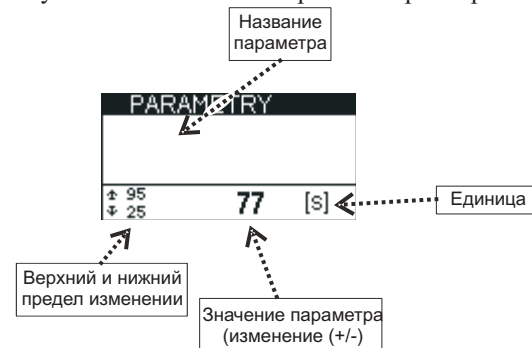 Название
параметра
PARAMETRY
95
25
77
[S]
Единица
Верхний и нижний
предел изменении
Значение параметра
(изменение (+/-)